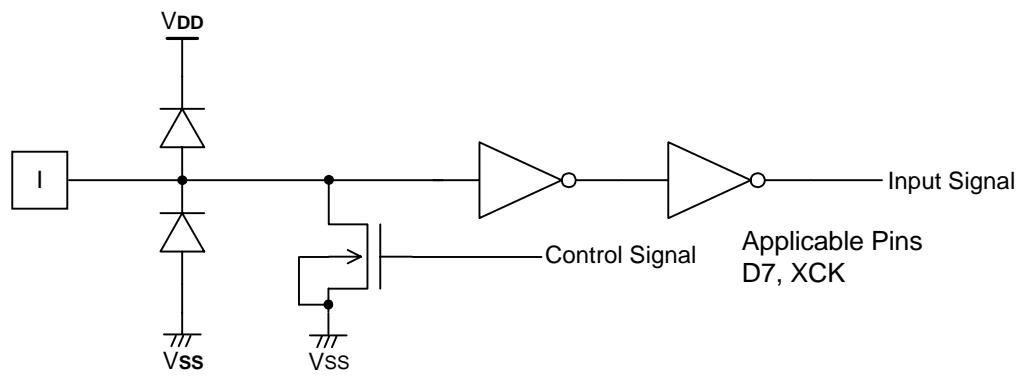 VDD
I
Input Signal
Control Signal
Applicable Pins
D7, XCK
VSS
VSS